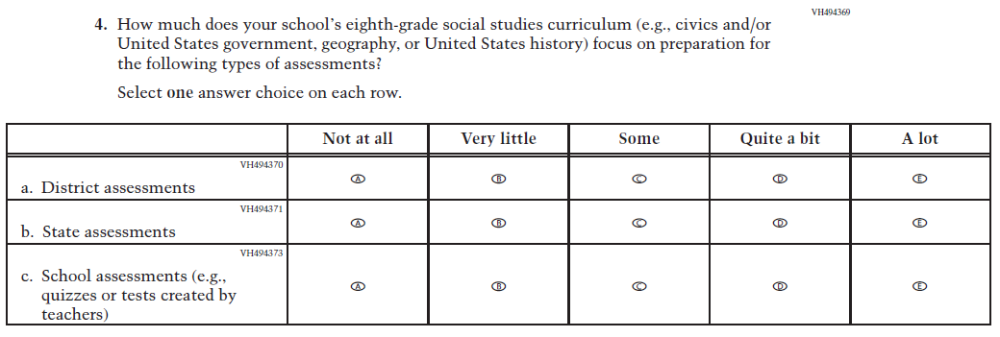 VH494369
4. How much does your school's eighth-grade social studies curriculum (e.g., civics and/or
United States government, geography, or United States history) focus on preparation for
the following types of assessments?
Select one answer choice on each row.
Not at all Very little Some Quite a bit A lot
VH494370
a. District assessments A B C D E
VH494371
b. State assessments A B C D E
VH494373
c. School assessments (e.g.,
quizzes or tests created by A B C D E
teachers)